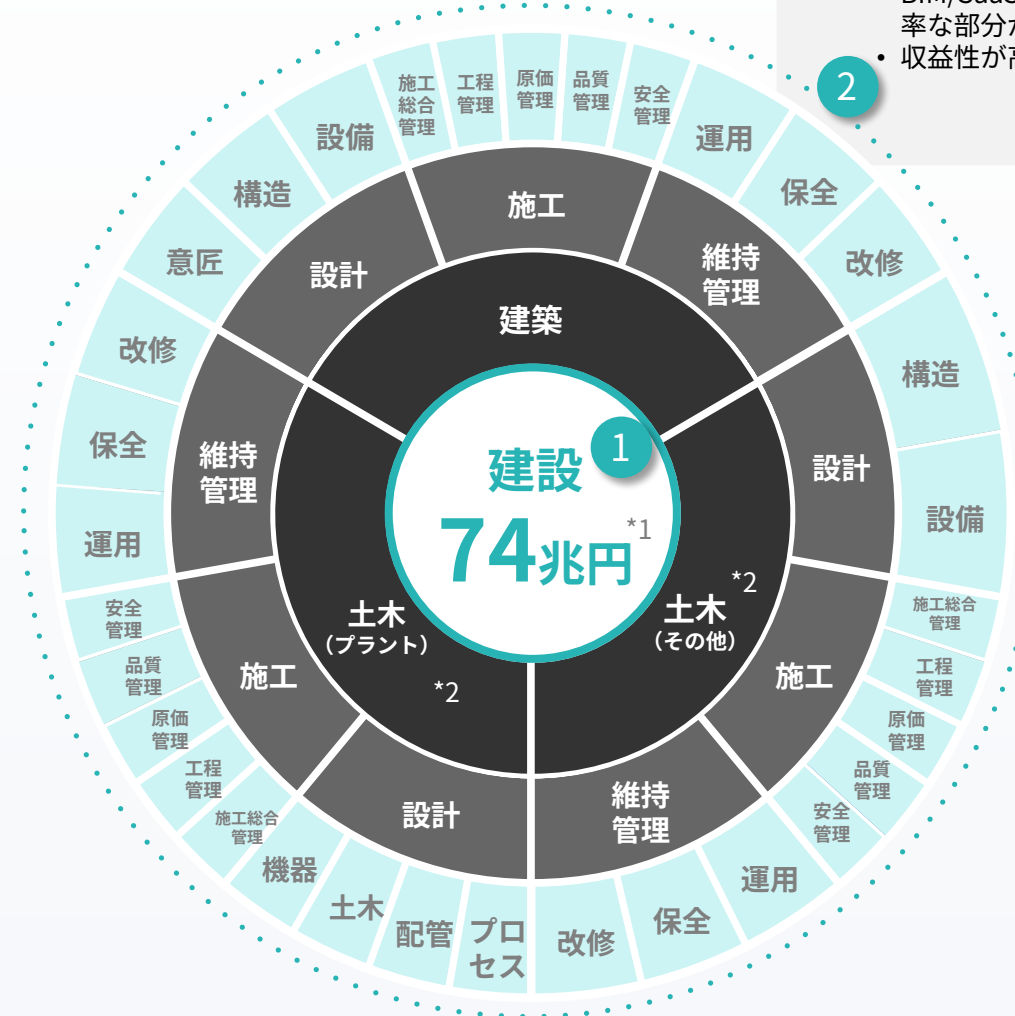 率な部分
• 収益性が
2
施工
総合
管理
工程
管理
原価
管理
品質
管理
安全
管理
運用
保全
改修
設備
構造
意匠
施工
設計
維持
管理
建築
建設
1
74兆円
*1
土木
(プラント)
*2
土木
(その他)
*2
改修
保全
運用
維持
管理
安全
管理
品質
管理
原価
管理
工程
管理
施工総合
管理
施工
機器
土木
配管
プロ
セス
設計
構造
設備
設計
施工総合
管理
工程
管理
原価
管理
品質
管理
安全
管理
施工
運用
保全
改修
維持
管理